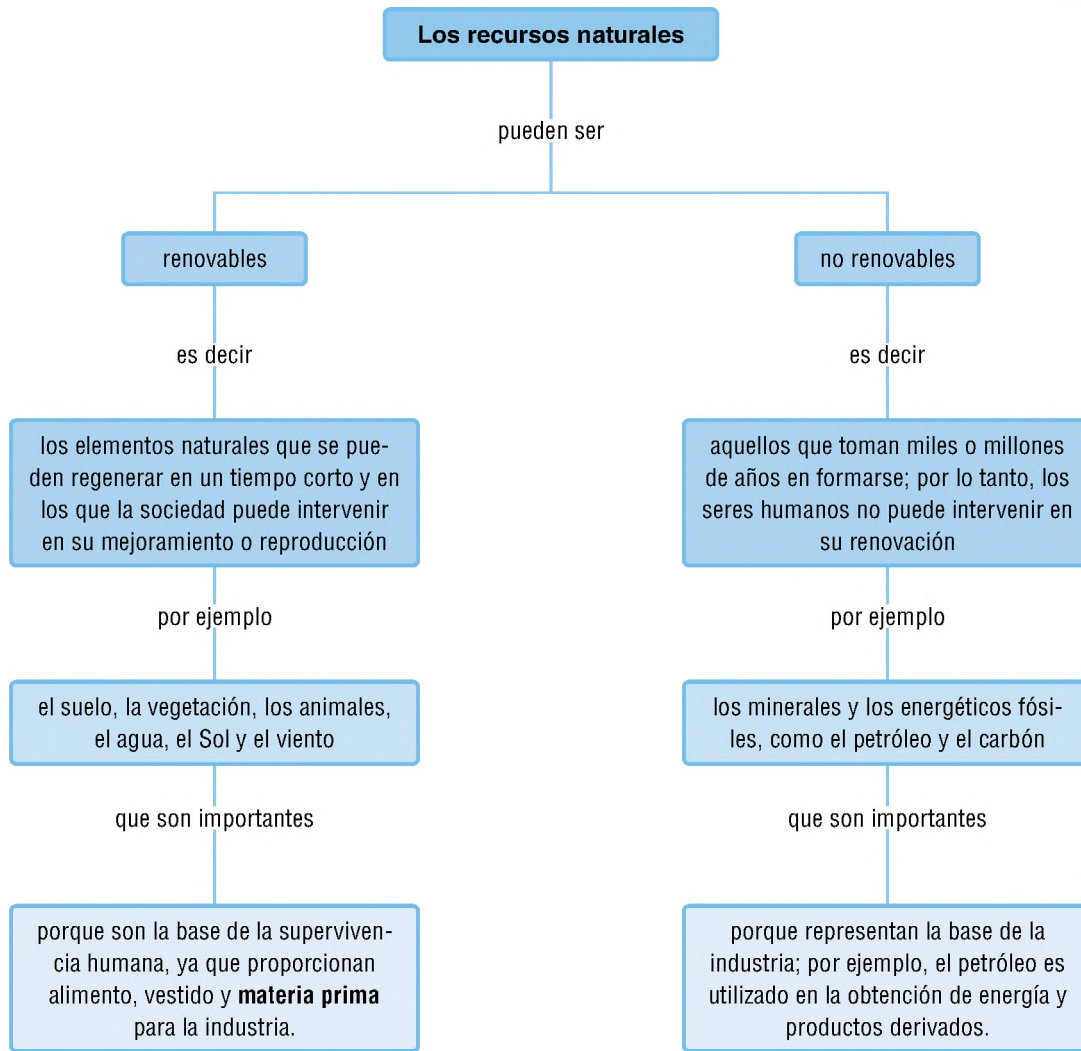 Los recursos naturales
pueden ser
renovables
es decir
los elementos naturales que se pue-
den regenerar en un tiempo corto y en
los que la sociedad puede intervenir
en su mejoramiento o reproducción
por ejemplo
el suelo, la vegetación, los animales,
el agua, el Sol y el viento
que son importantes
porque son la base de la superviven-
cia humana, ya que proporcionan
alimento, vestido y materia prima
para la industria.
no renovables
es decir
aquellos que toman miles o millones
de años en formarse; por lo tanto, los
seres humanos no puede intervenir en
su renovación
por ejemplo
los minerales y los energéticos fósi-
les, como el petróleo y el carbón
que son importantes
porque representan la base de la
industria; por ejemplo, el petróleo es
utilizado en la obtención de energía y
productos derivados.